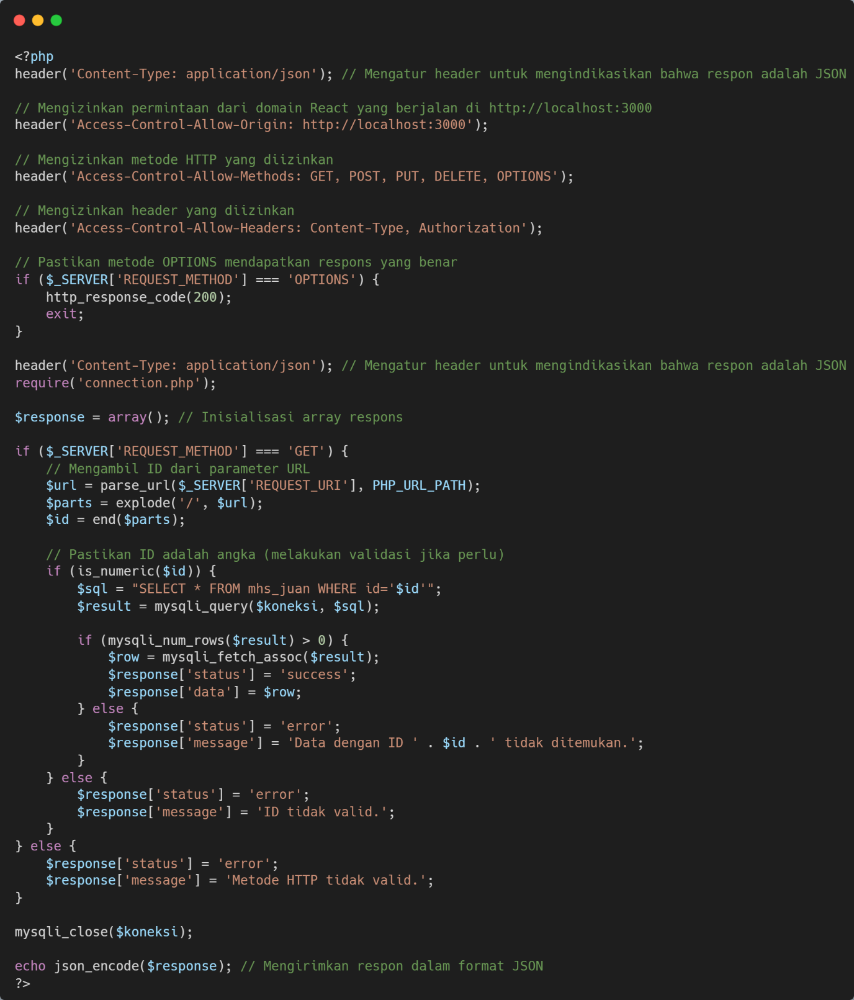 <?php
header('Content-Type: application/json'); // Mengatur header untuk mengindikasikan bahwa respon adalah JSON

// Mengizinkan permintaan dari domain React yang berjalan di http://localhost:3000
header('Access-Control-Allow-Origin: http://localhost:3000');

// Mengizinkan metode HTTP yang diizinkan
header('Access-Control-Allow-Methods: GET, POST, PUT, DELETE, OPTIONS');

// Mengizinkan header yang diizinkan
header('Access-Control-Allow-Headers: Content-Type, Authorization');

// Pastikan metode OPTIONS mendapatkan respons yang benar
if ($_SERVER['REQUEST_METHOD'] === 'OPTIONS') {
    http_response_code(200);
    exit;
}

header('Content-Type: application/json'); // Mengatur header untuk mengindikasikan bahwa respon adalah JSON
require('connection.php');

$response = array(); // Inisialisasi array respons

if ($_SERVER['REQUEST_METHOD'] === 'GET') {
    // Mengambil ID dari parameter URL
    $url = parse_url($_SERVER['REQUEST_URI'], PHP_URL_PATH);
    $parts = explode('/', $url);
    $id = end($parts);

    // Pastikan ID adalah angka (melakukan validasi jika perlu)
    if (is_numeric($id)) {
        $sql = "SELECT * FROM mhs_juan WHERE id='$id'";
        $result = mysqli_query($koneksi, $sql);

        if (mysqli_num_rows($result) > 0) {
            $row = mysqli_fetch_assoc($result);
            $response['status'] = 'success';
            $response['data'] = $row;
        } else {
            $response['status'] = 'error';
            $response['message'] = 'Data dengan ID ' . $id . ' tidak ditemukan.';
        }
    } else {
        $response['status'] = 'error';
        $response['message'] = 'ID tidak valid.';
    }
} else {
    $response['status'] = 'error';
    $response['message'] = 'Metode HTTP tidak valid.';
}

mysqli_close($koneksi);

echo json_encode($response); // Mengirimkan respon dalam format JSON
?>